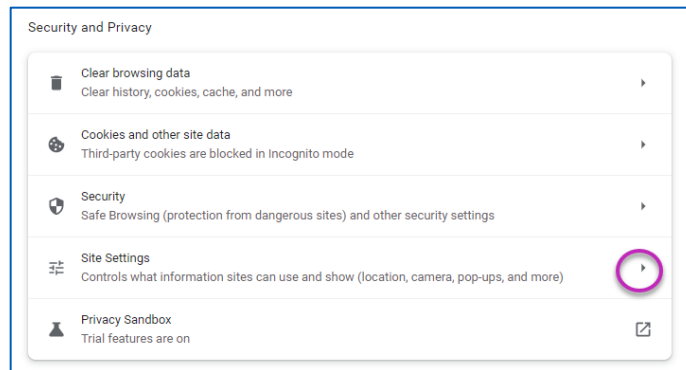 Security and Privacy
Clear browsing data
Clear history, cookies, cache, and more
Cookies and other site data
Third-party cookies are blocked in Incognito mode
Security
Safe Browsing (protection from dangerous sites) and other security settings
Site Settings
Controls what information sites can use and show (location, camera, pop-ups, and more)
Privacy Sandbox
Trial features are on